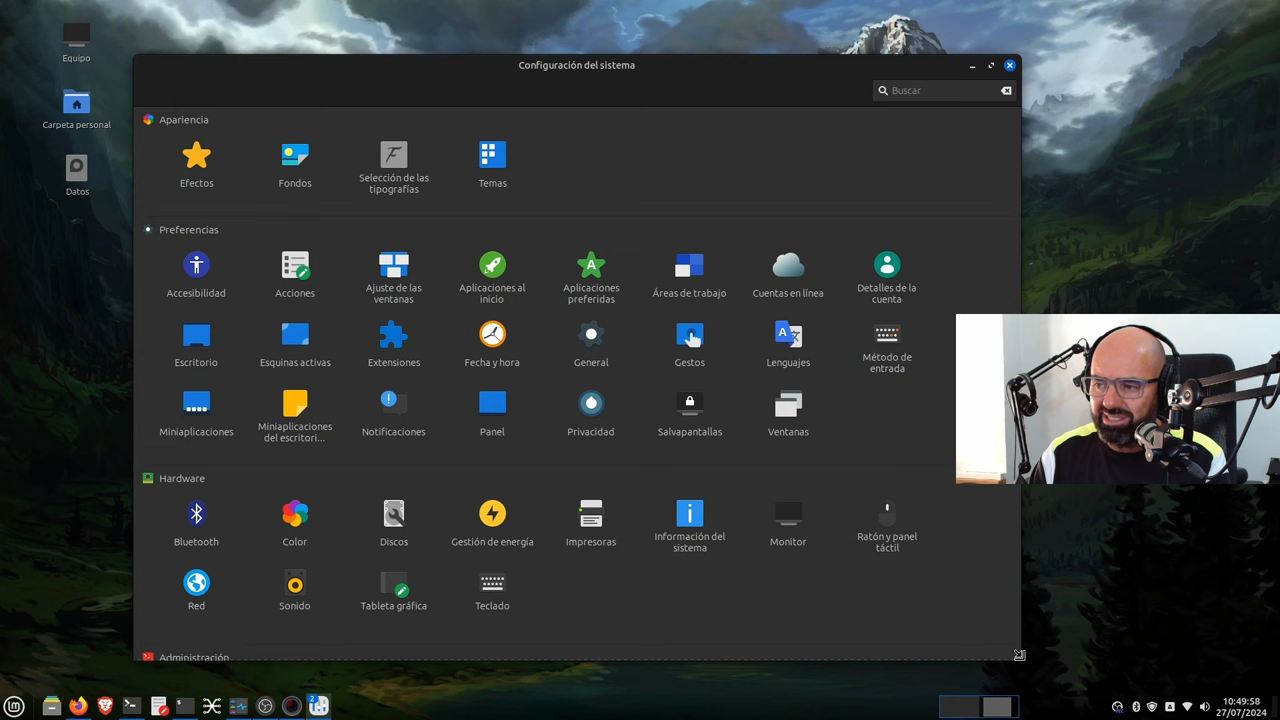 Equipo
Carpeta personal
Datos
Configuración del sistema
Buscar
Apariencia
Efectos
Fondos
Selección de las
tipografías
Temas
Preferencias
Accesibilidad
Acciones
Ajuste de las
ventanas
Aplicaciones al
inicio
Aplicaciones
preferidas
Áreas de trabajo
Cuentas en línea
Detalles de la
cuenta
Escritorio
Esquinas activas
Extensiones
Fecha y hora
General
Gestos
Lenguajes
Método de
entrada
Miniaplicaciones
Miniaplicaciones
del escritori...
Notificaciones
Panel
Privacidad
Salvapantallas
Ventanas
Hardware
Bluetooth
Color
Discos
Gestión de energía
Impresoras
Información del
sistema
Monitor
Ratón y panel
táctil
Red
Sonido
Tableta gráfica
Teclado
Administración
2
10:49:58
27/07/2024